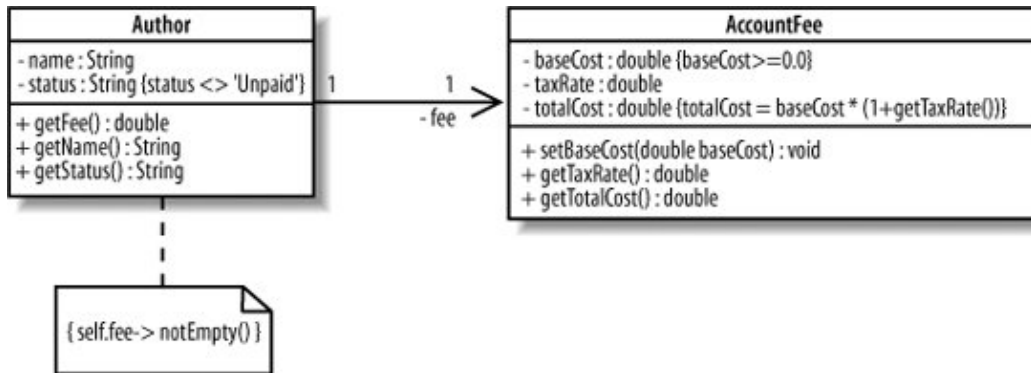 Author
- name : String
- status : String {status <> 'Unpaid'}
+ getFee() : double
+ getName() : String
+ getStatus() : String
1
1
- fee
AccountFee
- baseCost : double {baseCost>=0.0}
- taxRate : double
- totalCost : double {totalCost = baseCost * (1+getTaxRate())}
+ setBaseCost(double baseCost) : void
+ getTaxRate() : double
+ getTotalCost() : double
{ self.fee-> notEmpty() }